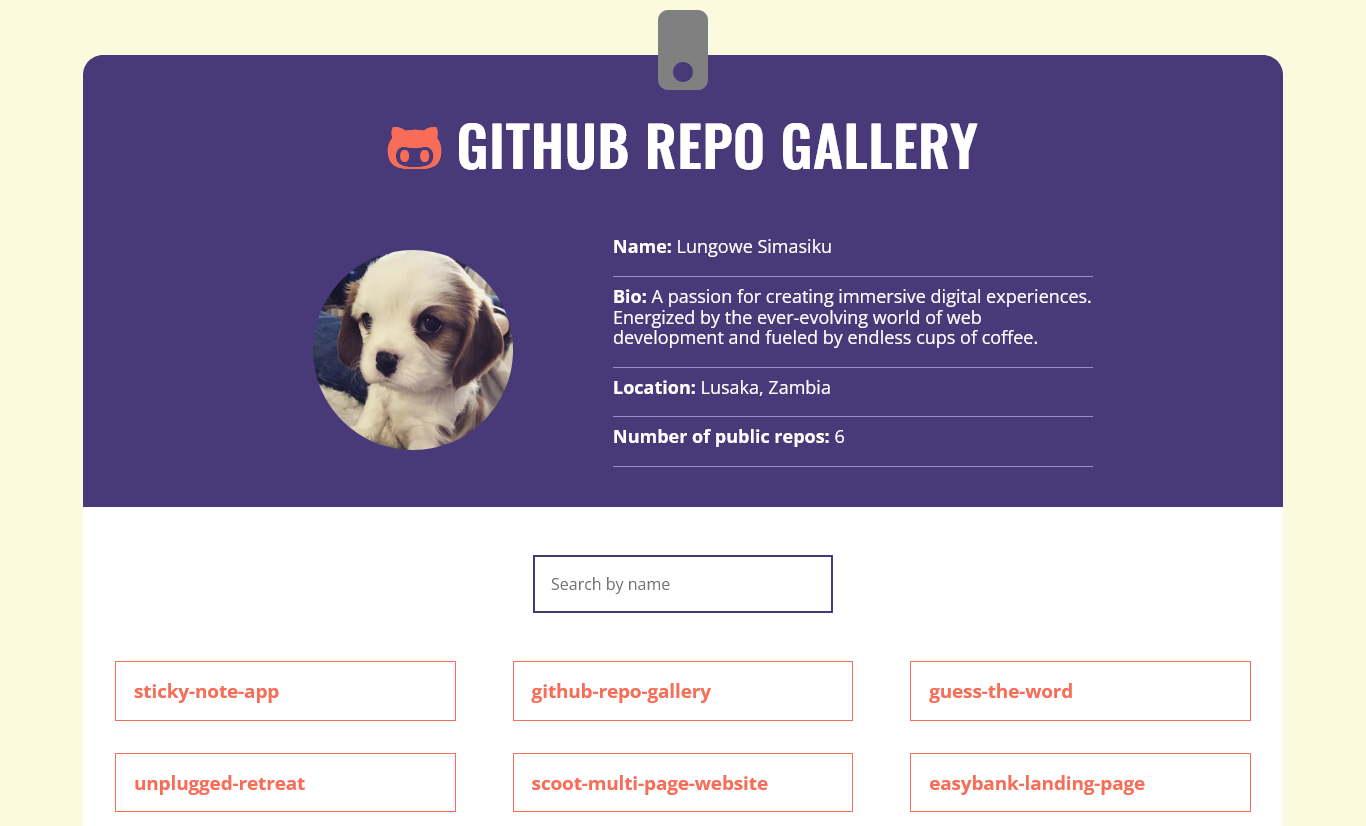 GITHUB REPO GALLERY
Name: Lungowe Simasiku
Bio: A passion for creating immersive digital experiences.
Energized by the ever-evolving world of web
development and fueled by endless cups of coffee.
Location: Lusaka, Zambia
Number of public repos: 6
Search by name
sticky-note-app
github-repo-gallery
guess-the-word
unplugged-retreat
scoot-multi-page-website
easybank-landing-page